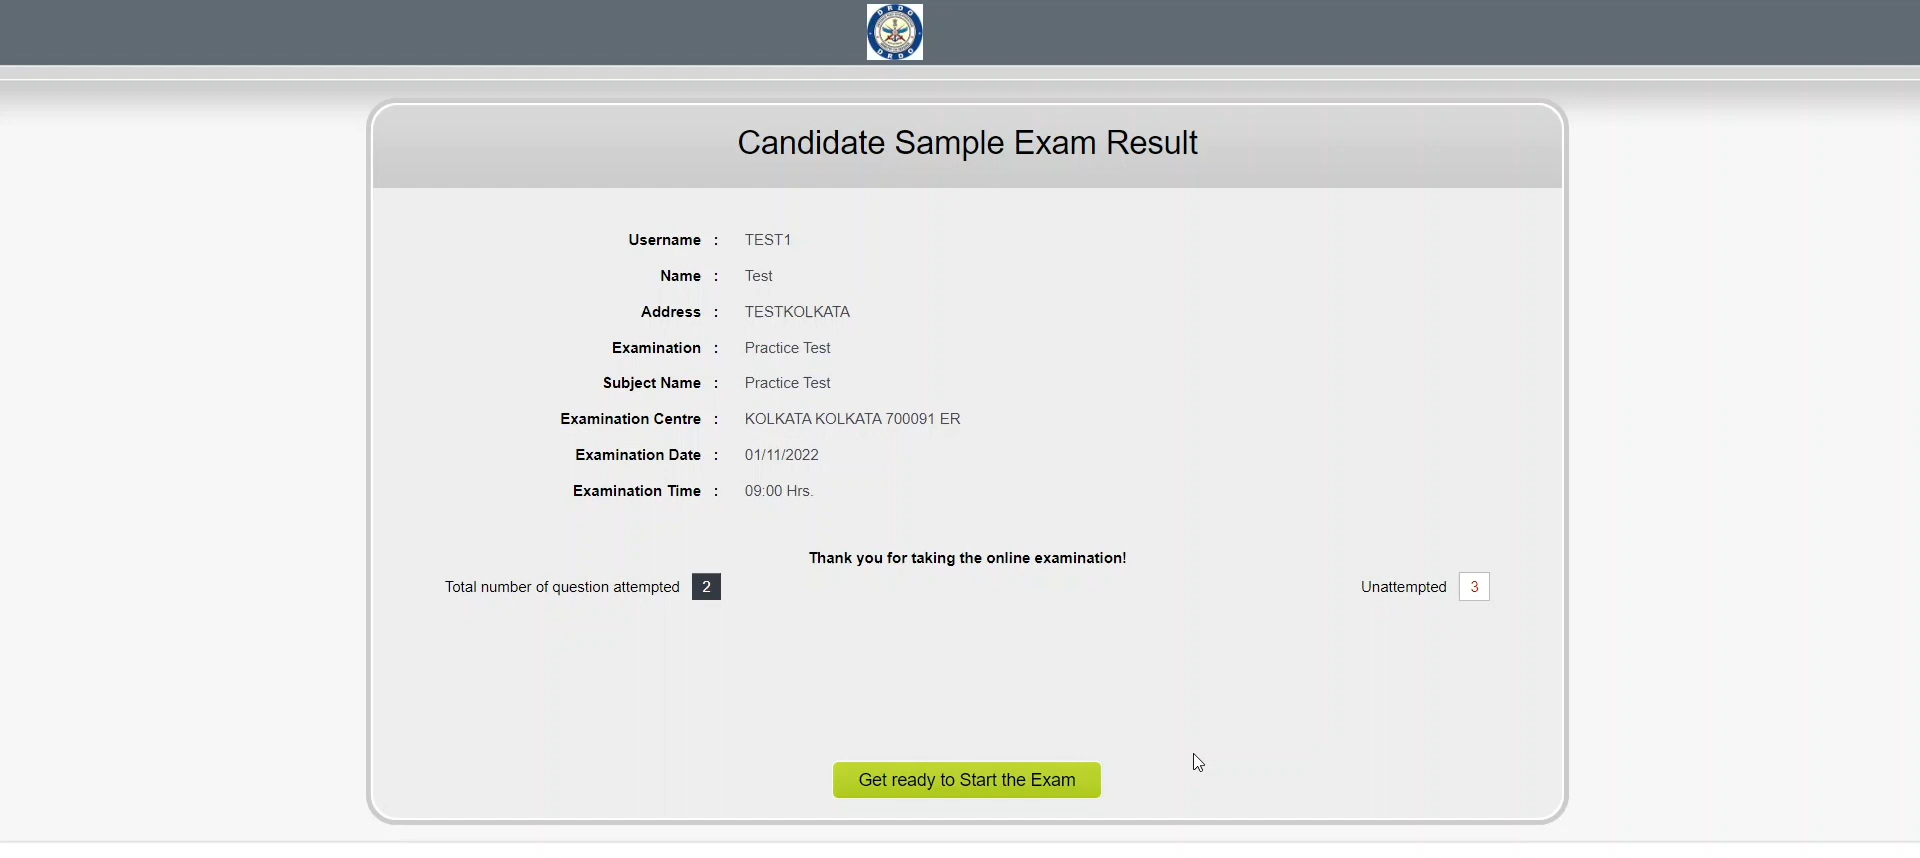 DRDO
DRDO
Candidate Sample Exam Result
Username : TEST1
Name : Test
Address : TESTKOLKATA
Examination : Practice Test
Subject Name : Practice Test
Examination Centre : KOLKATA KOLKATA 700091 ER
Examination Date : 01/11/2022
Examination Time : 09:00 Hrs.
Thank you for taking the online examination!
Total number of question attempted 2 Unattempted 3
Get ready to Start the Exam